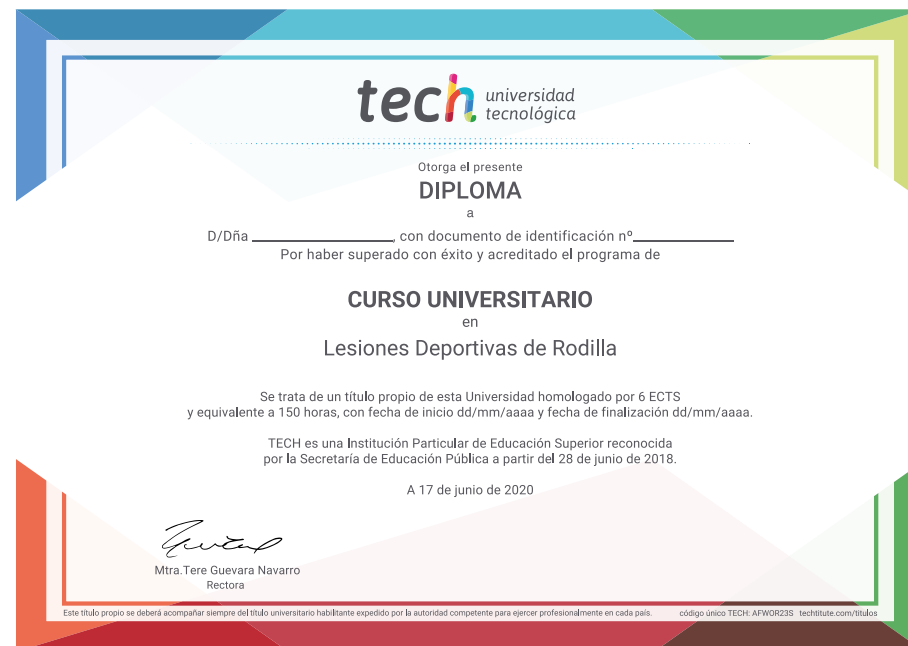 tech universidad
tecnológica
Otorga el presente
DIPLOMA
a
D/Dña ____________________, con documento de identificación nº______________
Por haber superado con éxito y acreditado el programa de
CURSO UNIVERSITARIO
en
Lesiones Deportivas de Rodilla
Se trata de un título propio de esta Universidad homologado por 6 ECTS
y equivalente a 150 horas, con fecha de inicio dd/mm/aaaa y fecha de finalización dd/mm/aaaa.
TECH es una Institución Particular de Educación Superior reconocida
por la Secretaría de Educación Pública a partir del 28 de junio de 2018.
A 17 de junio de 2020
Mtra.Tere Guevara Navarro
Rectora
Este título propio se deberá acompañar siempre del título universitario habilitante expedido por la autoridad competente para ejercer profesionalmente en cada país. código único TECH: AFWOR23S techtitute.com/titulos